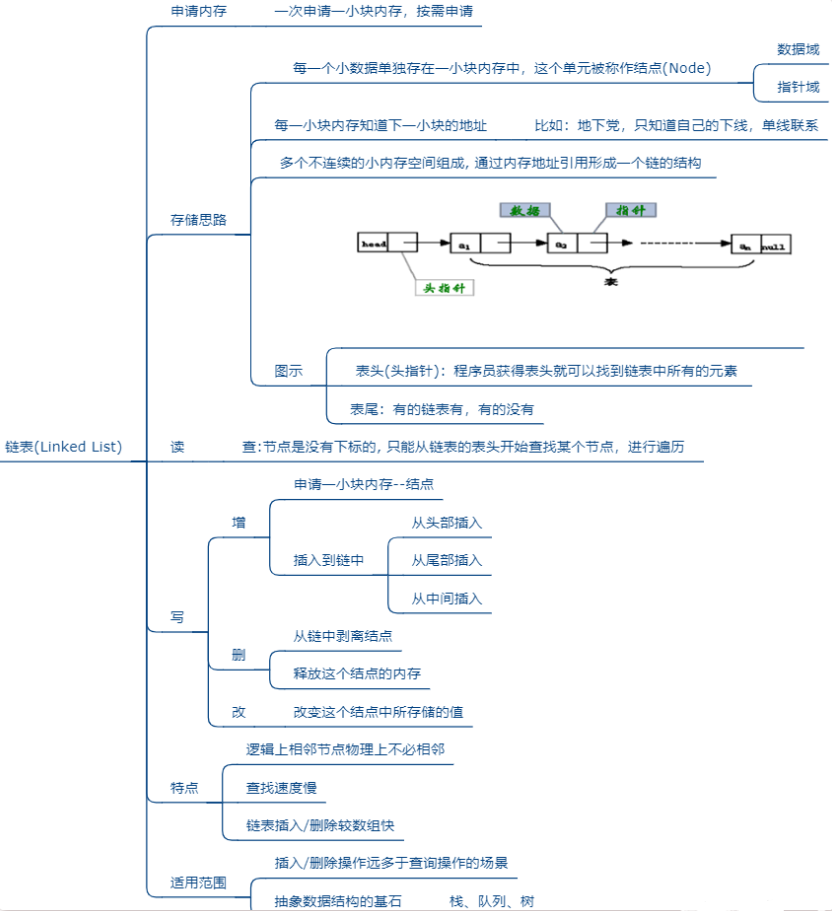 申请内存 一次申请一小块内存，按需申请
数据域
每一个小数据单独存在一小块内存中，这个单元被称作结点(Node)
指针域
每一小块内存知道下一小块的地址 比如：地下党，只知道自己的下线，单线联系
多个不连续的小内存空间组成, 通过内存地址引用形成一个链的结构
存储思路
数据 指针
head a1 a2 an null
头指针 表
图示
表头(头指针)：程序员获得表头就可以找到链表中所有的元素
表尾：有的链表有，有的没有
链表(Linked List)
读 查:节点是没有下标的, 只能从链表的表头开始查找某个节点，进行遍历
申请一小块内存--结点
增
从头部插入
插入到链中 从尾部插入
从中间插入
写
从链中剥离结点
删
释放这个结点的内存
改 改变这个结点中所存储的值
逻辑上相邻节点物理上不必相邻
特点 查找速度慢
链表插入/删除较数组快
插入/删除操作远多于查询操作的场景
适用范围
抽象数据结构的基石 栈、队列、树